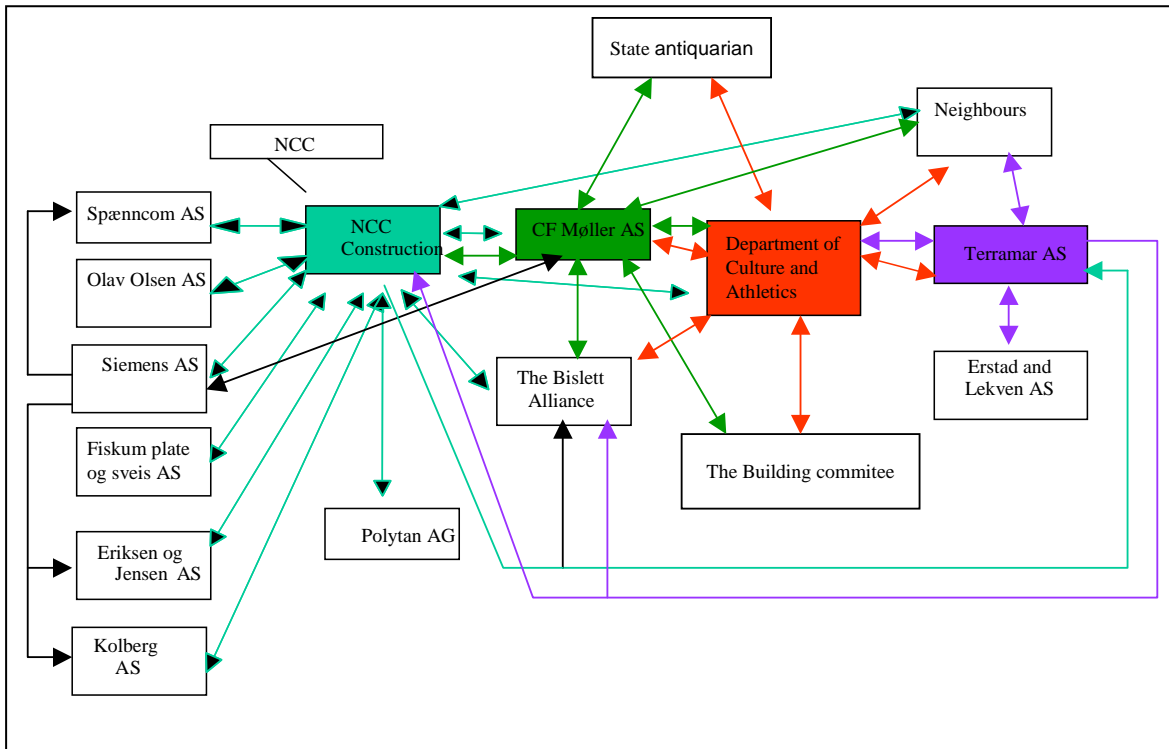 State antiquarian
Neighbours
NCC
Spænncom AS
NCC
Construction
CF Møller AS
Department of
Culture and
Athletics
Terramar AS
Olav Olsen AS
Siemens AS
The Bislett
Alliance
Erstad and
Lekven AS
Fiskum plate
og sveis AS
The Building commitee
Polytan AG
Eriksen og
Jensen AS
Kolberg
AS